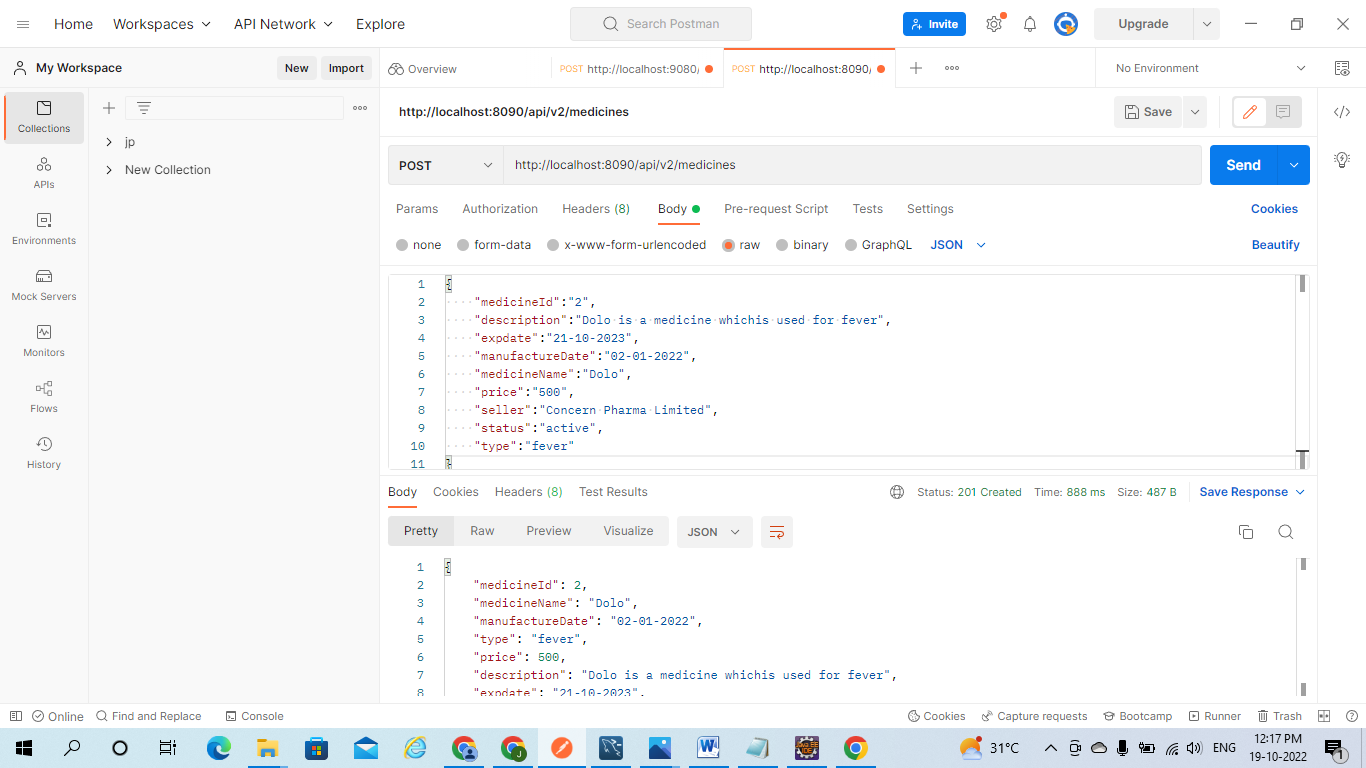 Home Workspaces API Network Explore Search Postman Invite Upgrade
My Workspace New Import Overview POST http://localhost:9080/ POST http://localhost:8090/ No Environment
http://localhost:8090/api/v2/medicines Save
Collections
jp
New Collection
APIs
Environments
Mock Servers
Monitors
Flows
History
POST http://localhost:8090/api/v2/medicines Send
Params Authorization Headers (8) Body Pre-request Script Tests Settings Cookies
none form-data x-www-form-urlencoded raw binary GraphQL JSON Beautify
1 {
2 "medicineId":"2",
3 "description":"Dolo is a medicine whichis used for fever",
4 "expdate":"21-10-2023",
5 "manufactureDate":"02-01-2022",
6 "medicineName":"Dolo",
7 "price":"500",
8 "seller":"Concern Pharma Limited",
9 "status":"active",
10 "type":"fever"
11 }
Body Cookies Headers (8) Test Results Status: 201 Created Time: 888 ms Size: 487 B Save Response
Pretty Raw Preview Visualize JSON
1 {
2 "medicineId": 2,
3 "medicineName": "Dolo",
4 "manufactureDate": "02-01-2022",
5 "type": "fever",
6 "price": 500,
7 "description": "Dolo is a medicine whichis used for fever",
8 "expdate": "21-10-2023",
Online Find and Replace Console Cookies Capture requests Bootcamp Runner Trash
31°C ENG 12:17 PM
19-10-2022 1